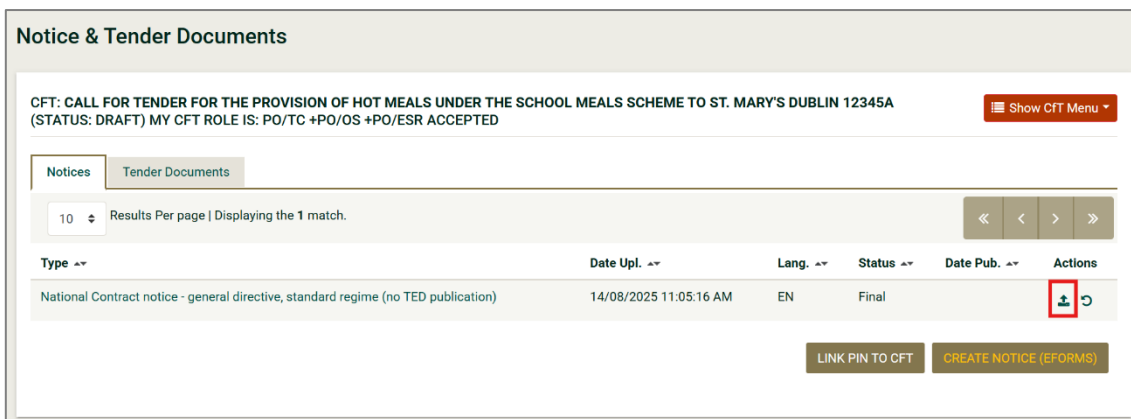 Notice & Tender Documents
CFT: CALL FOR TENDER FOR THE PROVISION OF HOT MEALS UNDER THE SCHOOL MEALS SCHEME TO ST. MARY'S DUBLIN 12345A
(STATUS: DRAFT) MY CFT ROLE IS: PO/TC +PO/OS +PO/ESR ACCEPTED
Show CfT Menu
Notices Tender Documents
10 Results Per page | Displaying the 1 match.
« < > »
Type Date Upl. Lang. Status Date Pub. Actions
National Contract notice - general directive, standard regime (no TED publication) 14/08/2025 11:05:16 AM EN Final
LINK PIN TO CFT CREATE NOTICE (EFORMS)